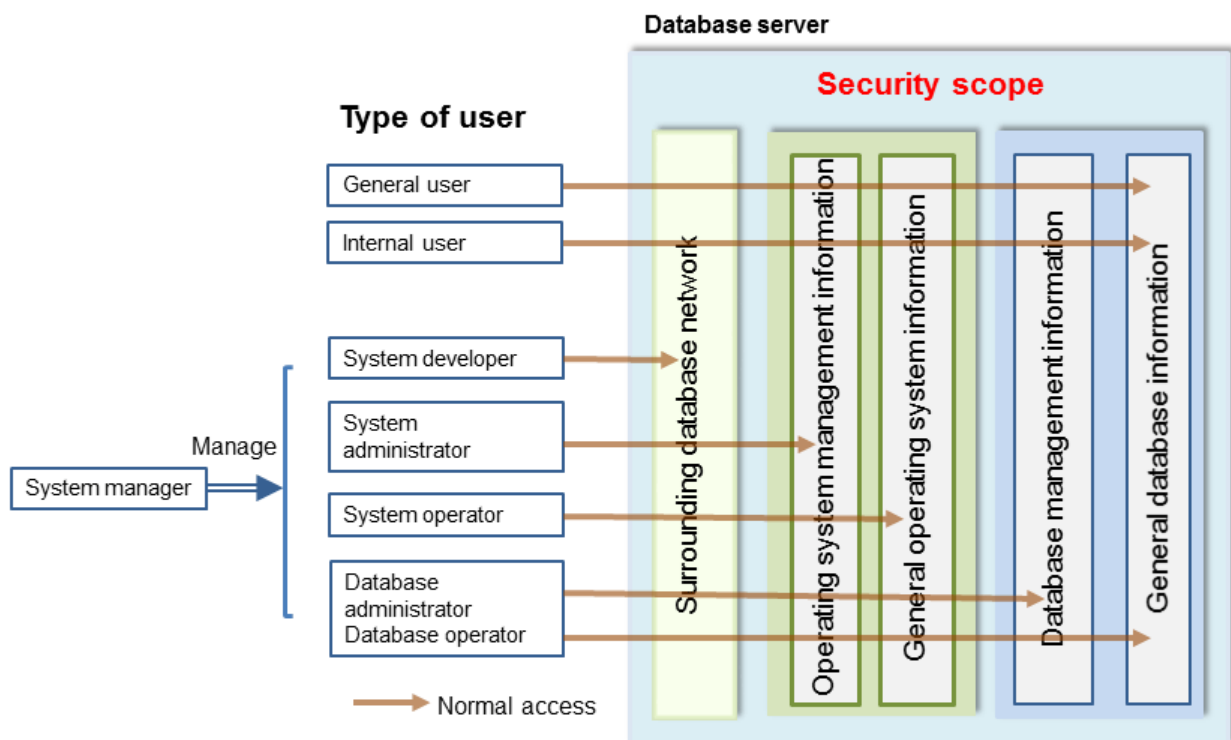 Database server
Security scope
Type of user
General user
Internal user
System developer
System
administrator
System operator
Database
administrator
Database operator
Manage
System manager
Normal access
Surrounding database network
Operating system management information
General operating system information
Database management information
General database information